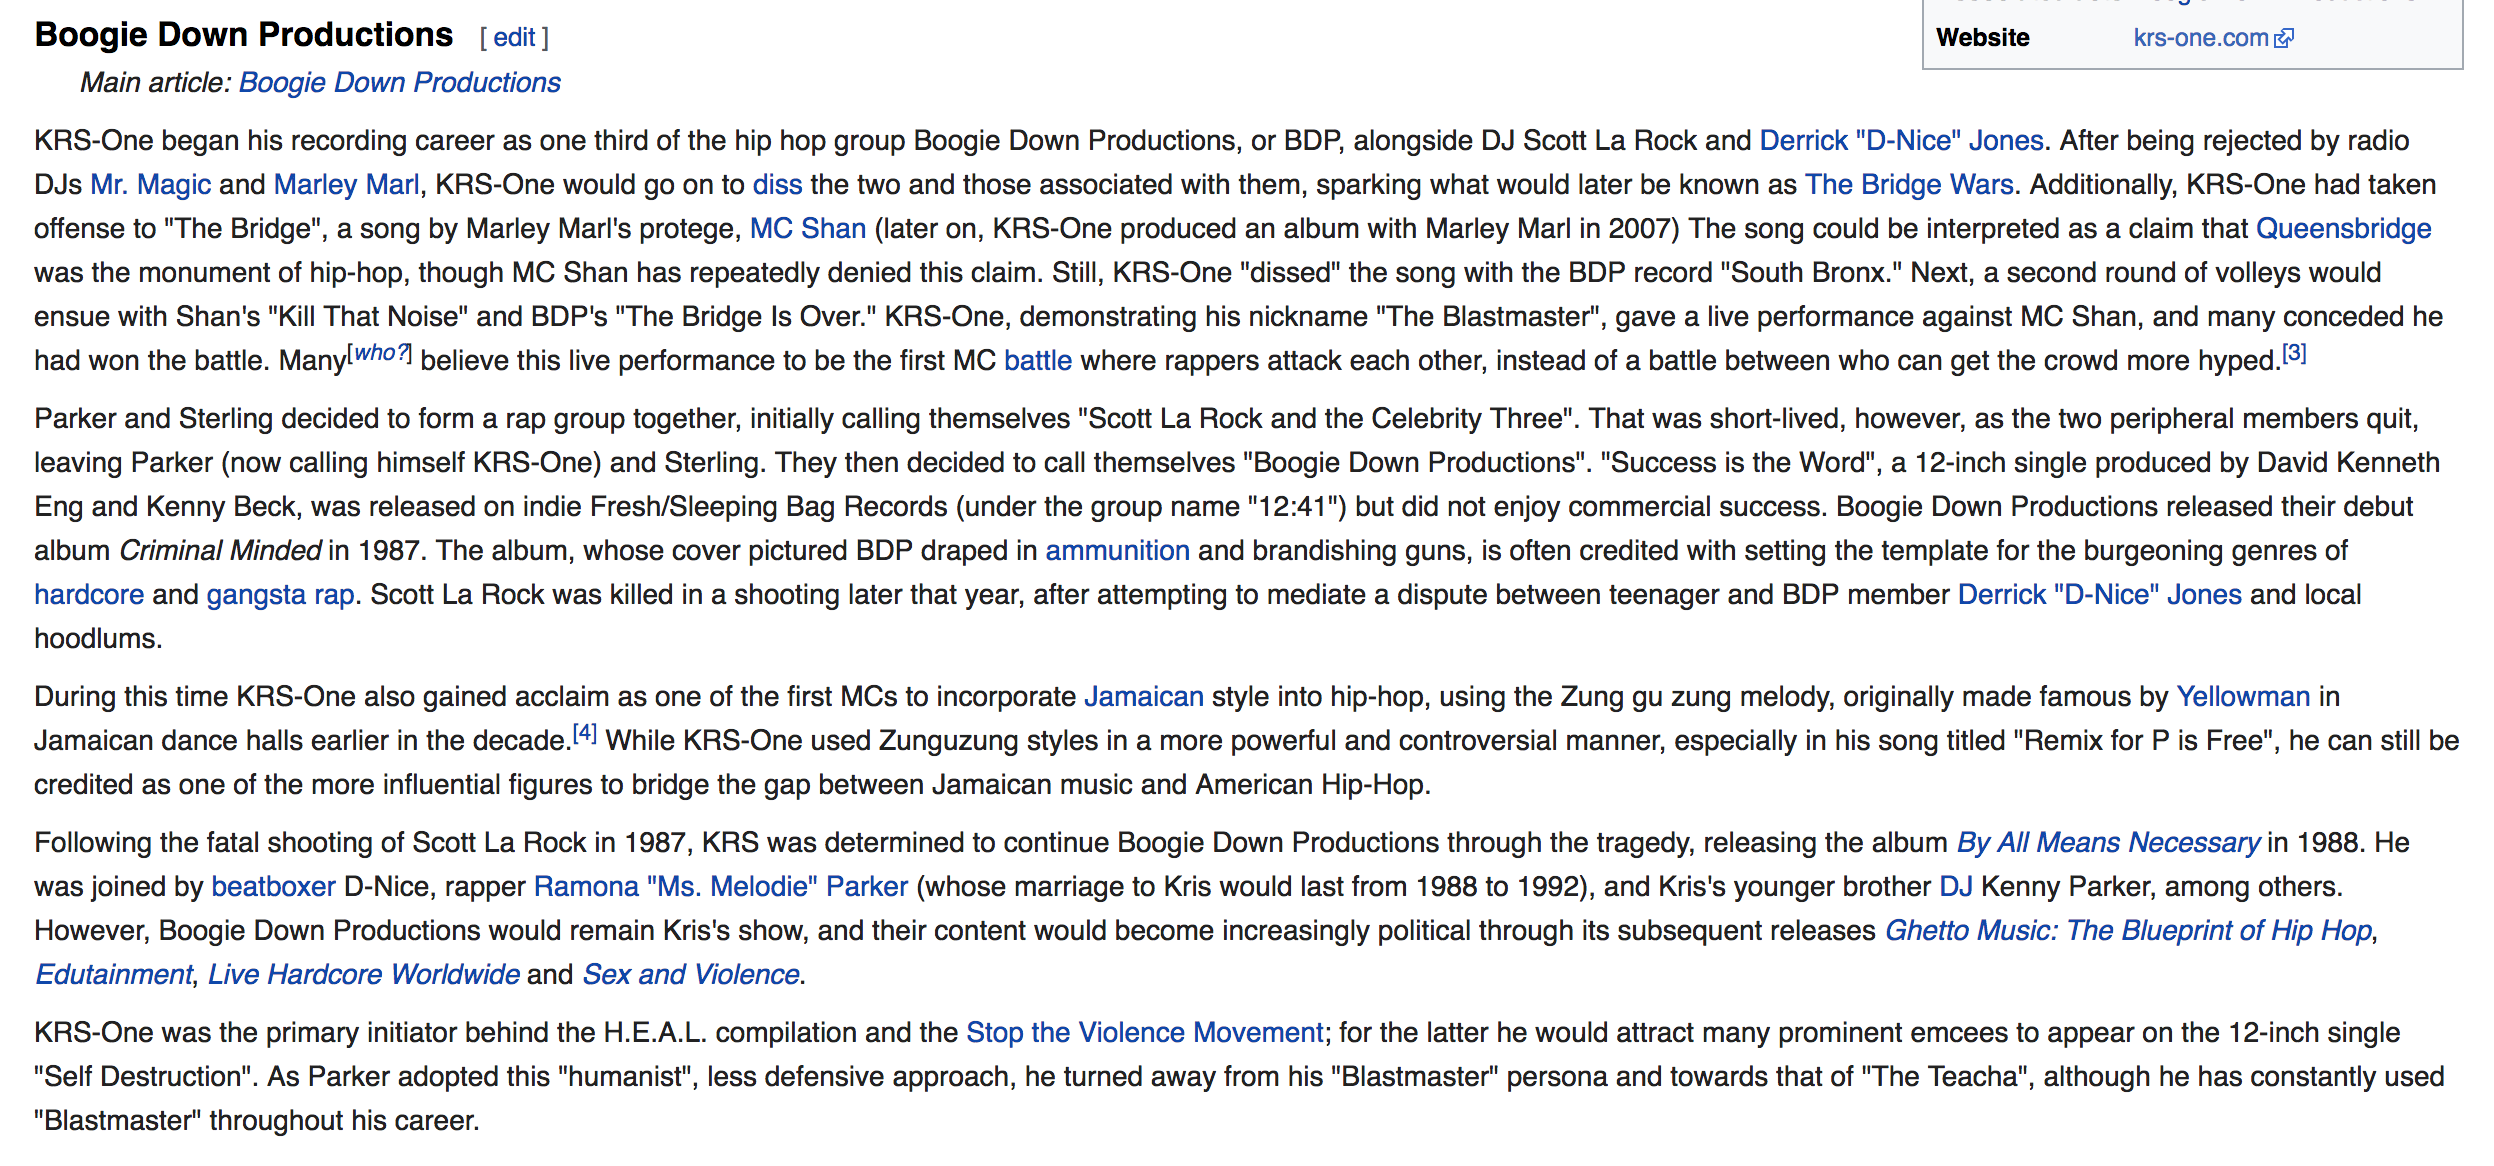 Boogie Down Productions [ edit ]
Website krs-one.com
Main article: Boogie Down Productions
KRS-One began his recording career as one third of the hip hop group Boogie Down Productions, or BDP, alongside DJ Scott La Rock and Derrick "D-Nice" Jones. After being rejected by radio
DJs Mr. Magic and Marley Marl, KRS-One would go on to diss the two and those associated with them, sparking what would later be known as The Bridge Wars. Additionally, KRS-One had taken
offense to "The Bridge", a song by Marley Marl's protege, MC Shan (later on, KRS-One produced an album with Marley Marl in 2007) The song could be interpreted as a claim that Queensbridge
was the monument of hip-hop, though MC Shan has repeatedly denied this claim. Still, KRS-One "dissed" the song with the BDP record "South Bronx." Next, a second round of volleys would
ensue with Shan's "Kill That Noise" and BDP's "The Bridge Is Over." KRS-One, demonstrating his nickname "The Blastmaster", gave a live performance against MC Shan, and many conceded he
had won the battle. Many[who?] believe this live performance to be the first MC battle where rappers attack each other, instead of a battle between who can get the crowd more hyped.[3]
Parker and Sterling decided to form a rap group together, initially calling themselves "Scott La Rock and the Celebrity Three". That was short-lived, however, as the two peripheral members quit,
leaving Parker (now calling himself KRS-One) and Sterling. They then decided to call themselves "Boogie Down Productions". "Success is the Word", a 12-inch single produced by David Kenneth
Eng and Kenny Beck, was released on indie Fresh/Sleeping Bag Records (under the group name "12:41") but did not enjoy commercial success. Boogie Down Productions released their debut
album Criminal Minded in 1987. The album, whose cover pictured BDP draped in ammunition and brandishing guns, is often credited with setting the template for the burgeoning genres of
hardcore and gangsta rap. Scott La Rock was killed in a shooting later that year, after attempting to mediate a dispute between teenager and BDP member Derrick "D-Nice" Jones and local
hoodlums.
During this time KRS-One also gained acclaim as one of the first MCs to incorporate Jamaican style into hip-hop, using the Zung gu zung melody, originally made famous by Yellowman in
Jamaican dance halls earlier in the decade.[4] While KRS-One used Zunguzung styles in a more powerful and controversial manner, especially in his song titled "Remix for P is Free", he can still be
credited as one of the more influential figures to bridge the gap between Jamaican music and American Hip-Hop.
Following the fatal shooting of Scott La Rock in 1987, KRS was determined to continue Boogie Down Productions through the tragedy, releasing the album By All Means Necessary in 1988. He
was joined by beatboxer D-Nice, rapper Ramona "Ms. Melodie" Parker (whose marriage to Kris would last from 1988 to 1992), and Kris's younger brother DJ Kenny Parker, among others.
However, Boogie Down Productions would remain Kris's show, and their content would become increasingly political through its subsequent releases Ghetto Music: The Blueprint of Hip Hop,
Edutainment, Live Hardcore Worldwide and Sex and Violence.
KRS-One was the primary initiator behind the H.E.A.L. compilation and the Stop the Violence Movement; for the latter he would attract many prominent emcees to appear on the 12-inch single
"Self Destruction". As Parker adopted this "humanist", less defensive approach, he turned away from his "Blastmaster" persona and towards that of "The Teacha", although he has constantly used
"Blastmaster" throughout his career.